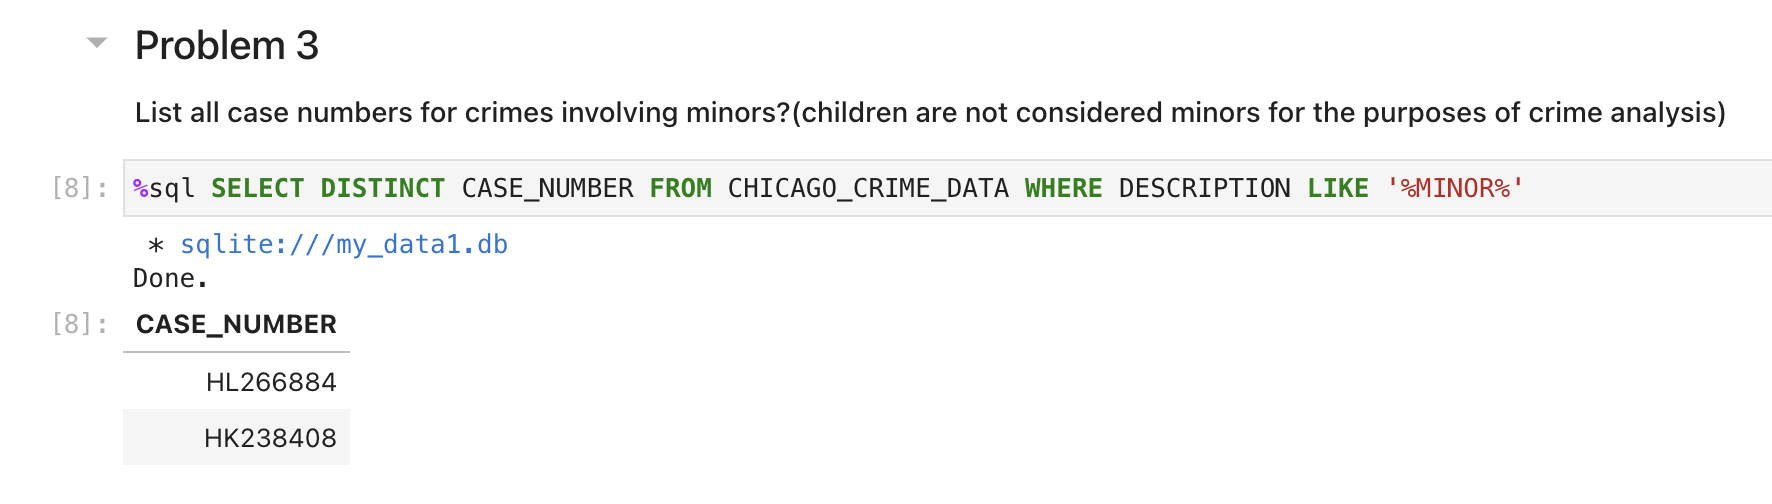 Problem 3
List all case numbers for crimes involving minors?(children are not considered minors for the purposes of crime analysis)
[8]: %sql SELECT DISTINCT CASE_NUMBER FROM CHICAGO_CRIME_DATA WHERE DESCRIPTION LIKE '%MINOR%'
* sqlite:///my_data1.db
Done.
[8]: CASE_NUMBER
HL266884
HK238408